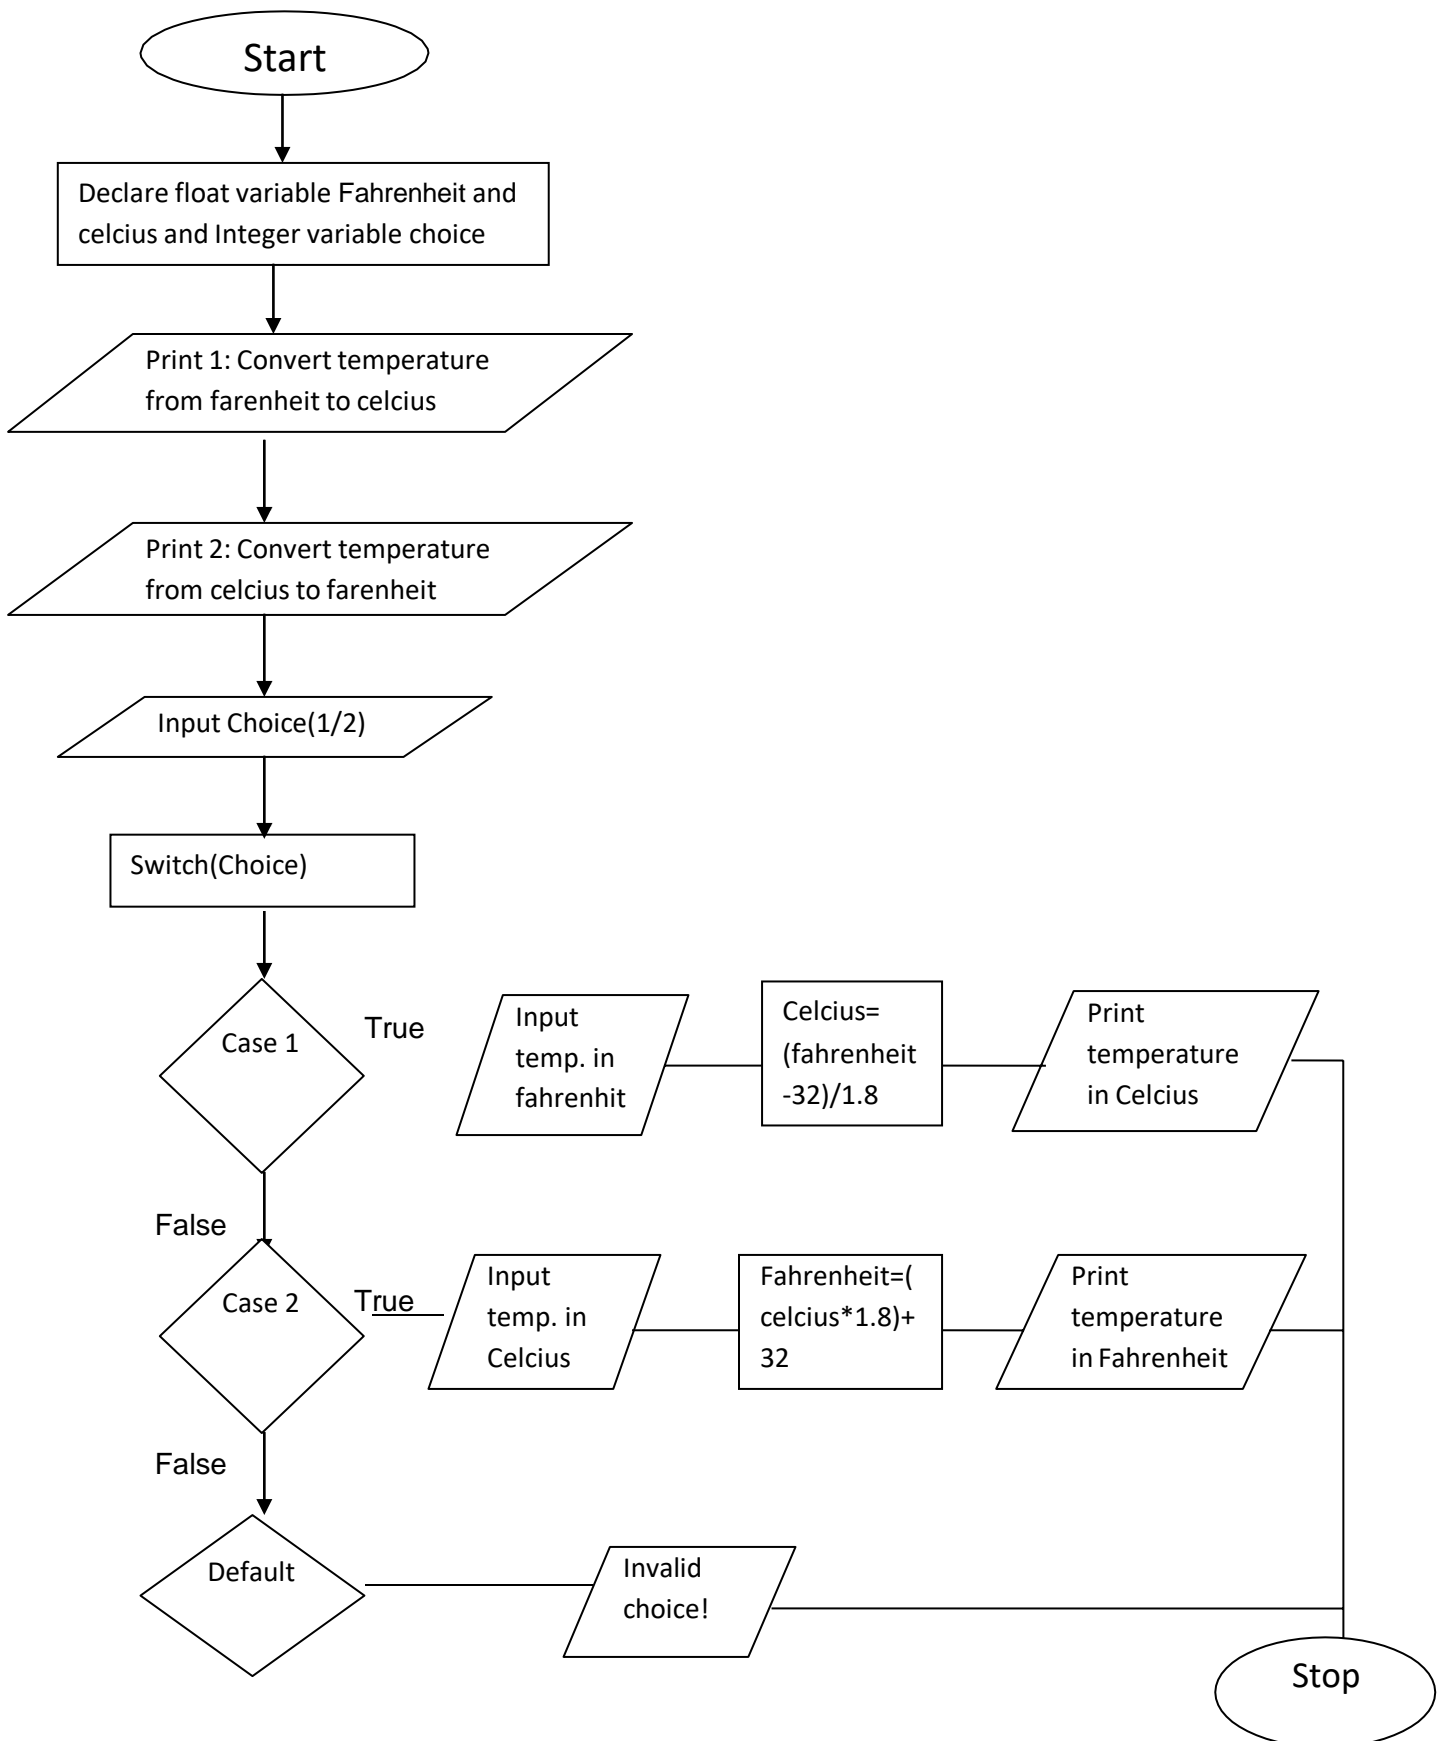 Start
Declare float variable Fahrenheit and
celcius and Integer variable choice
Print 1: Convert temperature
from farenheit to celcius
Print 2: Convert temperature
from celcius to farenheit
Input Choice(1/2)
Switch(Choice)
Case 1
True
Input
temp. in
fahrenhit
Celcius=
(fahrenheit
-32)/1.8
Print
temperature
in Celcius
False
Case 2
True
Input
temp. in
Celcius
Fahrenheit=(
celcius*1.8)+
32
Print
temperature
in Fahrenheit
False
Default
Invalid
choice!
Stop